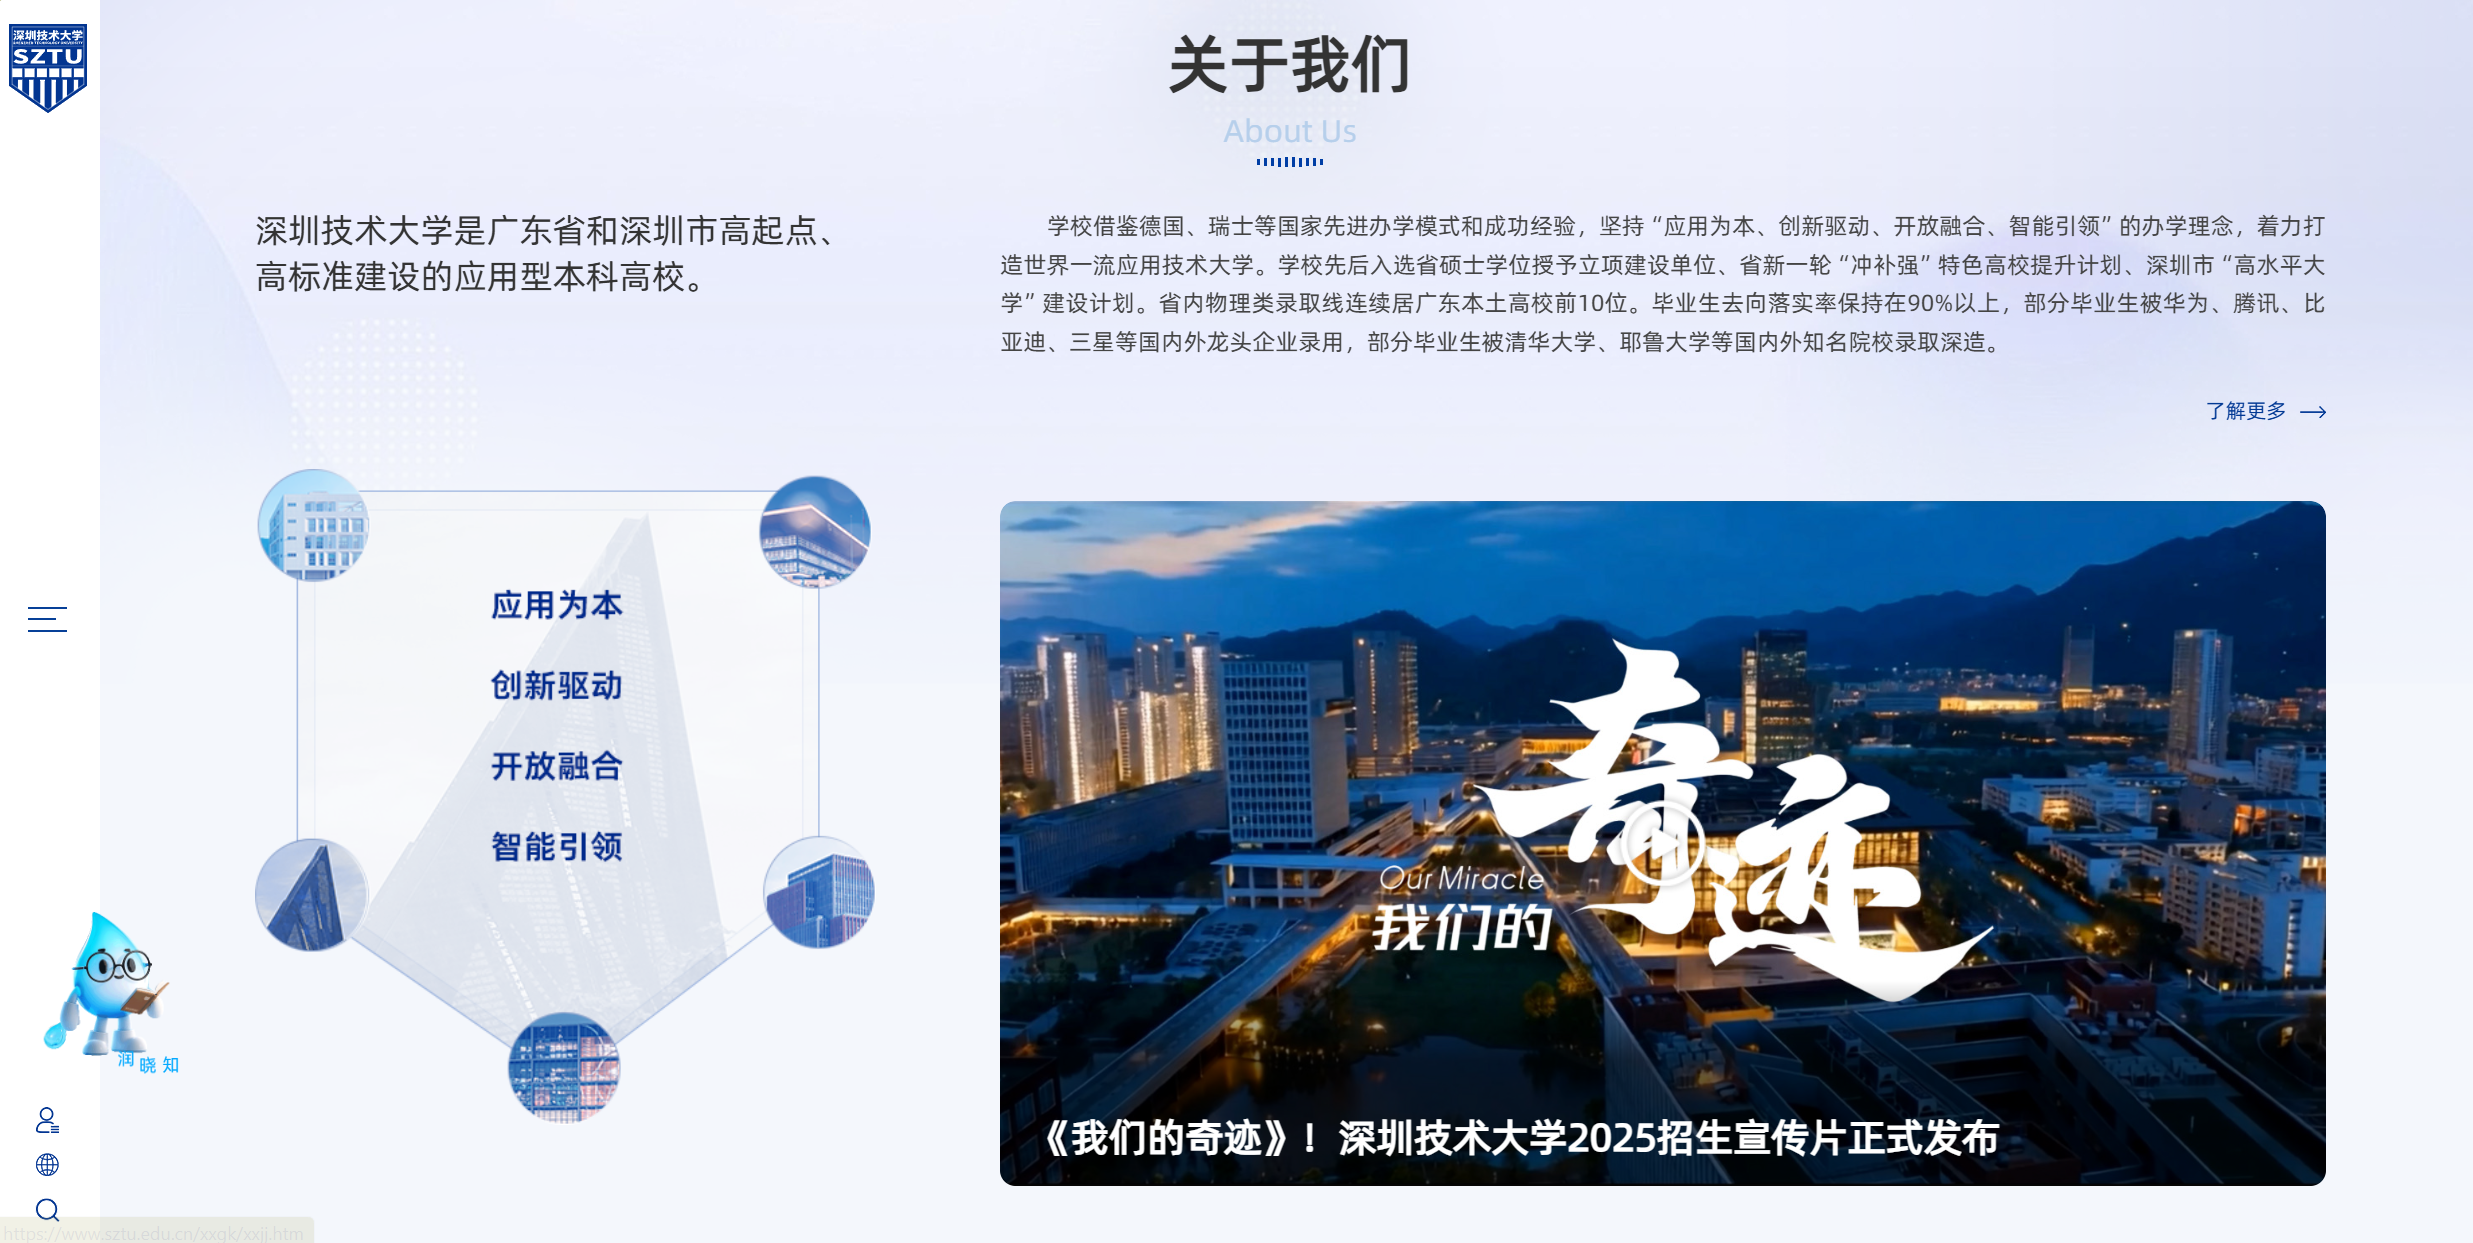 深圳技术大学
SHENZHEN TECHNOLOGY UNIVERSITY
SZTU
关于我们
About Us
深圳技术大学是广东省和深圳市高起点、
高标准建设的应用型本科高校。
学校借鉴德国、瑞士等国家先进办学模式和成功经验，坚持“应用为本、创新驱动、开放融合、智能引领”的办学理念，着力打
造世界一流应用技术大学。学校先后入选省硕士学位授予立项建设单位、省新一轮“冲补强”特色高校提升计划、深圳市“高水平大
学”建设计划。省内物理类录取线连续居广东本土高校前10位。毕业生去向落实率保持在90%以上，部分毕业生被华为、腾讯、比
亚迪、三星等国内外龙头企业录用，部分毕业生被清华大学、耶鲁大学等国内外知名院校录取深造。
了解更多
应用为本
创新驱动
开放融合
智能引领
奇迹
Our Miracle
我们的
《我们的奇迹》！深圳技术大学2025招生宣传片正式发布
润晓知
https://www.sztu.edu.cn/xxgk/xxjj.htm